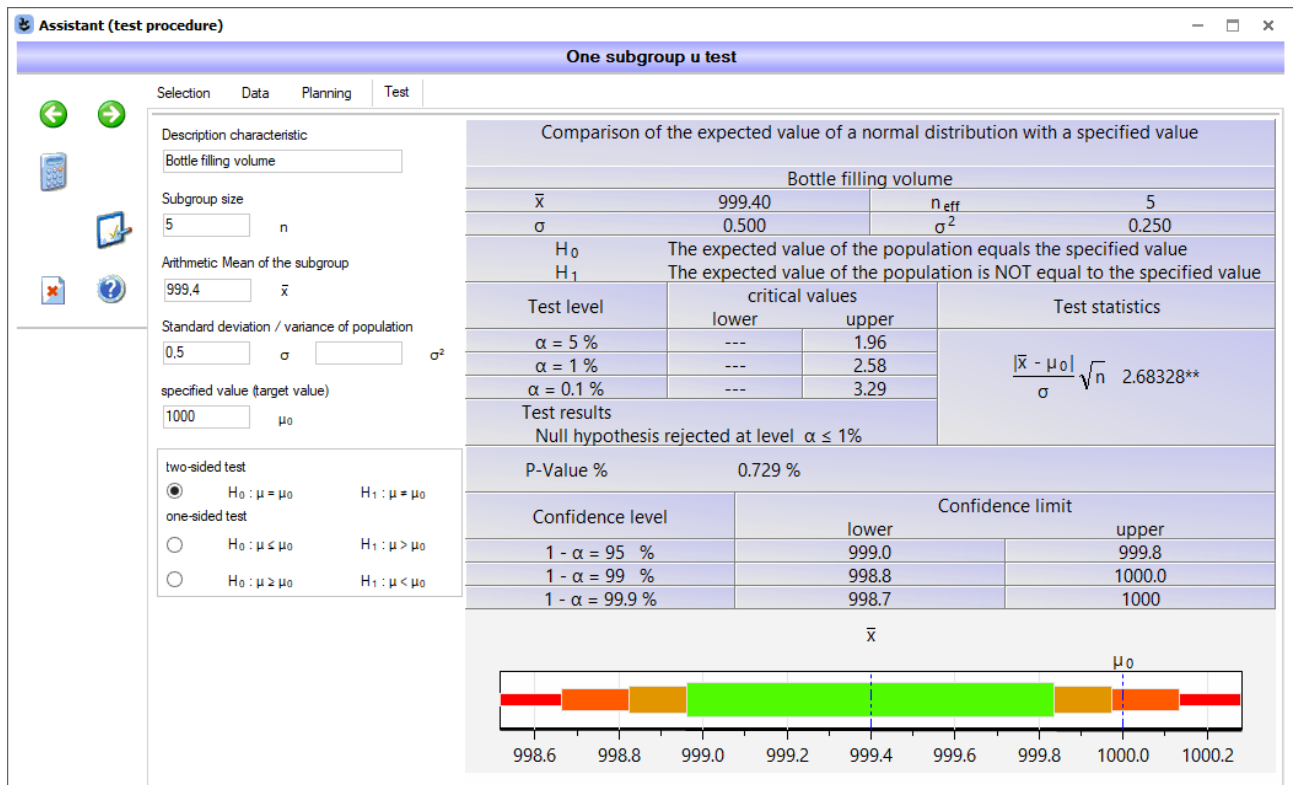 Assistant (test procedure)
One subgroup u test
Selection Data Planning Test
Description characteristic
Bottle filling volume
Subgroup size
5 n
Arithmetic Mean of the subgroup
999,4 x̄
Standard deviation / variance of population
0,5 σ σ²
specified value (target value)
1000 μ₀
two-sided test
H₀ : μ = μ₀ H₁ : μ ≠ μ₀
one-sided test
H₀ : μ ≤ μ₀ H₁ : μ > μ₀
H₀ : μ ≥ μ₀ H₁ : μ < μ₀
Comparison of the expected value of a normal distribution with a specified value
Bottle filling volume
x̄ 999.40 n eff 5
σ 0.500 σ² 0.250
H₀ The expected value of the population equals the specified value
H₁ The expected value of the population is NOT equal to the specified value
Test level critical values Test statistics
lower upper
α = 5 % --- 1.96
α = 1 % --- 2.58
α = 0.1 % --- 3.29
|x̄ - μ₀| / σ √n 2.68328**
Test results
Null hypothesis rejected at level α ≤ 1%
P-Value % 0.729 %
Confidence level Confidence limit
lower upper
1 - α = 95 % 999.0 999.8
1 - α = 99 % 998.8 1000.0
1 - α = 99.9 % 998.7 1000
x̄
μ₀
998.6 998.8 999.0 999.2 999.4 999.6 999.8 1000.0 1000.2